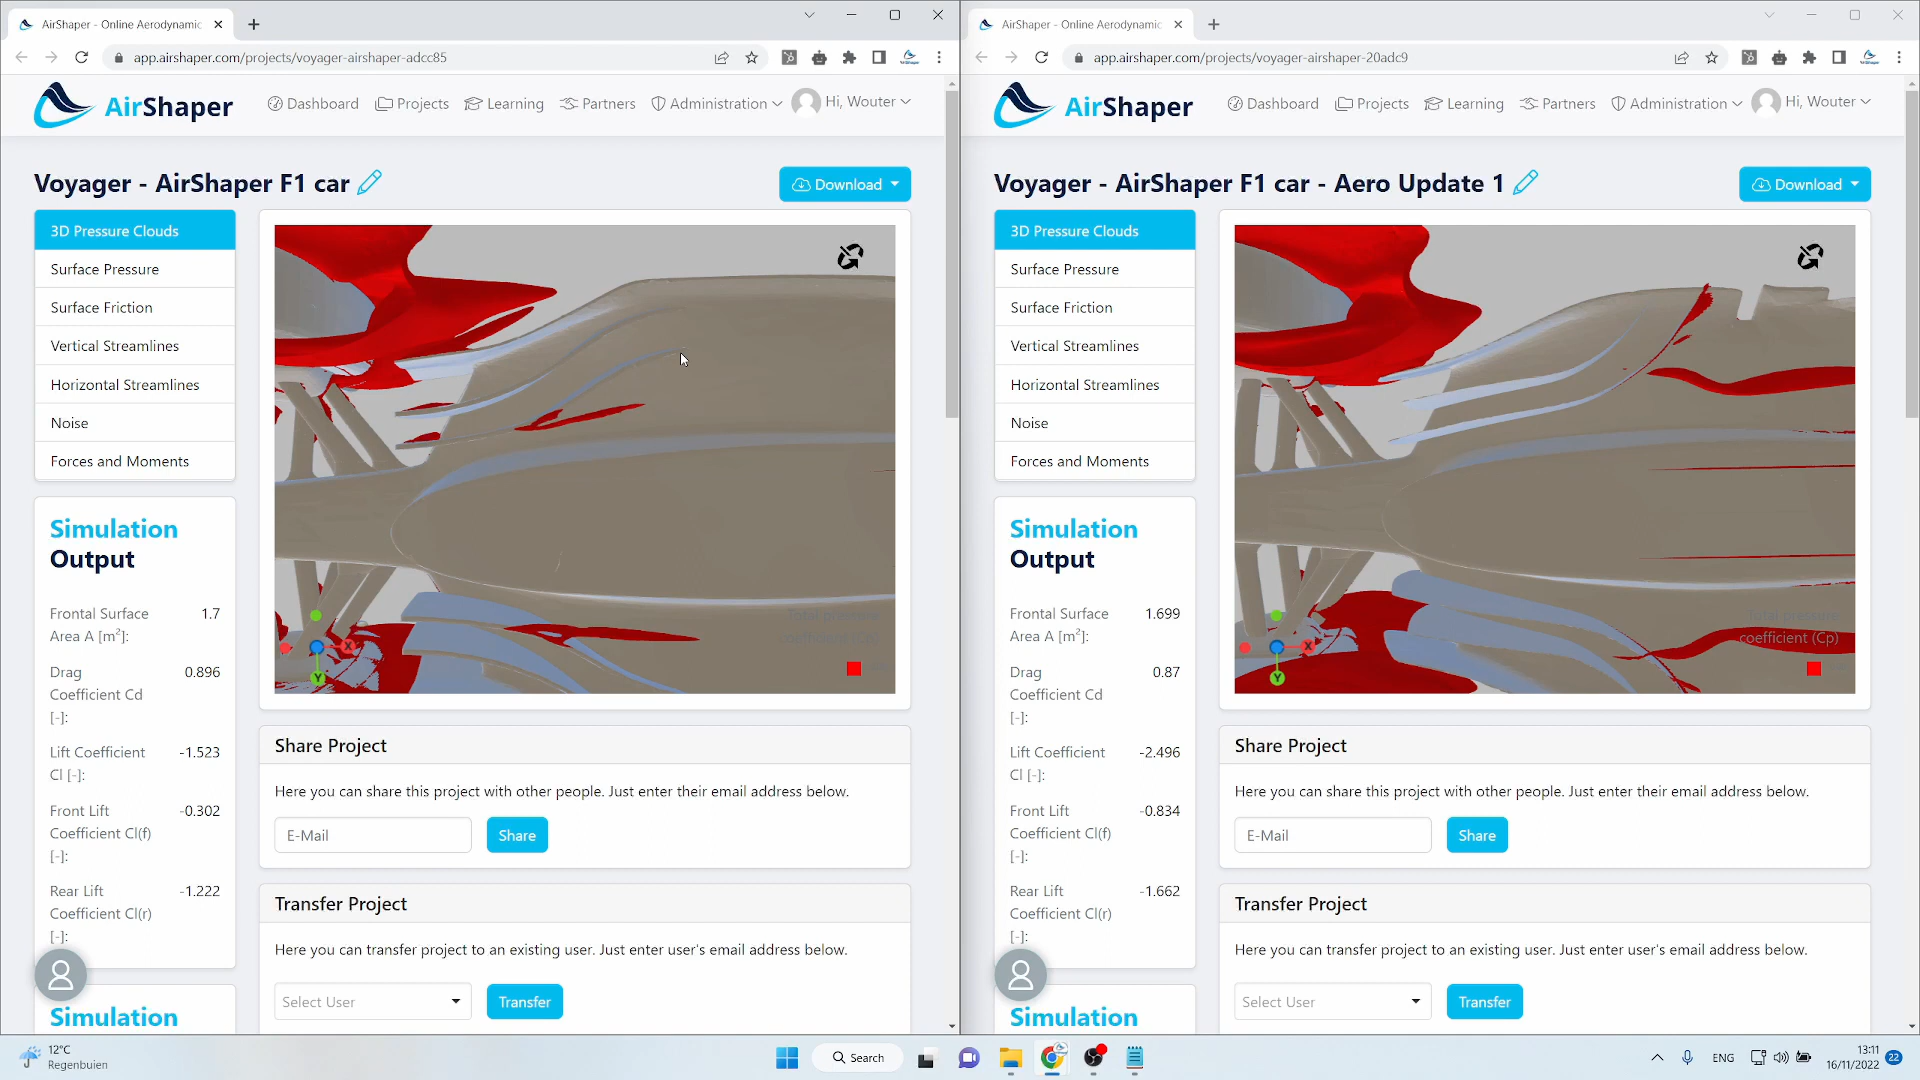 AirShaper - Online Aerodynamic
app.airshaper.com/projects/voyager-airshaper-adcc85
AirShaper
Dashboard
Projects
Learning
Partners
Administration
Hi, Wouter
Voyager - AirShaper F1 car
Download
3D Pressure Clouds
Surface Pressure
Surface Friction
Vertical Streamlines
Horizontal Streamlines
Noise
Forces and Moments
Total pressure
coefficient (Cp)
X
Y
Simulation
Output
Frontal Surface 1.7
Area A [m²]:
Drag 0.896
Coefficient Cd
[-]:
Lift Coefficient -1.523
Cl [-]:
Front Lift -0.302
Coefficient Cl(f)
[-]:
Rear Lift -1.222
Coefficient Cl(r)
[-]:
Simulation
Share Project
Here you can share this project with other people. Just enter their email address below.
E-Mail
Share
Transfer Project
Here you can transfer project to an existing user. Just enter user's email address below.
Select User
Transfer
AirShaper - Online Aerodynamic
app.airshaper.com/projects/voyager-airshaper-20adc9
AirShaper
Dashboard
Projects
Learning
Partners
Administration
Hi, Wouter
Voyager - AirShaper F1 car - Aero Update 1
Download
3D Pressure Clouds
Surface Pressure
Surface Friction
Vertical Streamlines
Horizontal Streamlines
Noise
Forces and Moments
Total pressure
coefficient (Cp)
X
Y
Simulation
Output
Frontal Surface 1.699
Area A [m²]:
Drag 0.87
Coefficient Cd
[-]:
Lift Coefficient -2.496
Cl [-]:
Front Lift -0.834
Coefficient Cl(f)
[-]:
Rear Lift -1.662
Coefficient Cl(r)
[-]:
Simulation
Share Project
Here you can share this project with other people. Just enter their email address below.
E-Mail
Share
Transfer Project
Here you can transfer project to an existing user. Just enter user's email address below.
Select User
Transfer
12°C
Regenbuien
Search
ENG
13:11
16/11/2022
22